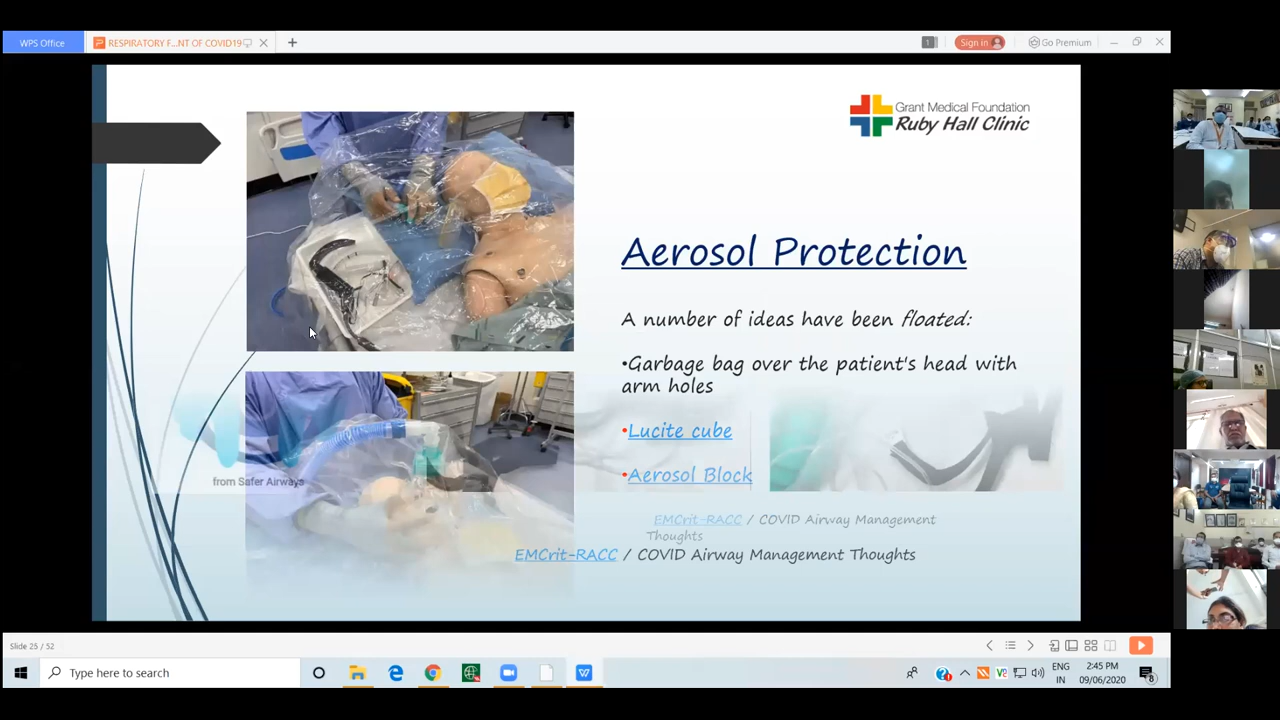 WPS Office
RESPIRATORY F...NT OF COVID19
1
Sign in
Go Premium
Grant Medical Foundation
Ruby Hall Clinic
Aerosol Protection
A number of ideas have been floated:
•Garbage bag over the patient's head with
arm holes
•Lucite cube
•Aerosol Block
from Safer Airways
EMCrit-RACC / COVID Airway Management
Thoughts
EMCrit-RACC / COVID Airway Management Thoughts
Slide 25 / 52
Type here to search
ENG
IN
2:45 PM
09/06/2020
8